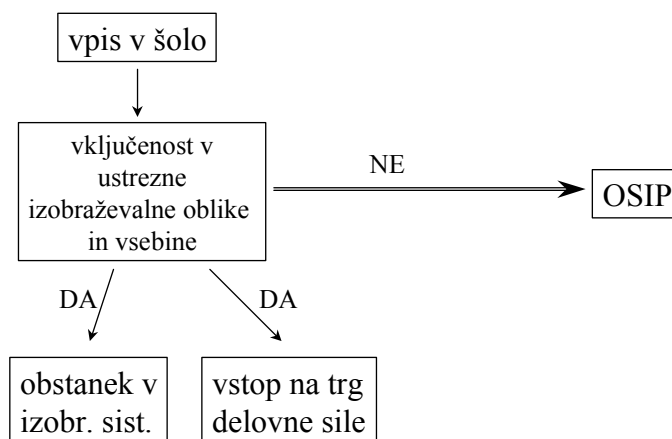 vpis v šolo
vključenost v
ustrezne
izobraževalne oblike
in vsebine
NE
OSIP
DA
DA
obstanek v
izobr. sist.
vstop na trg
delovne sile